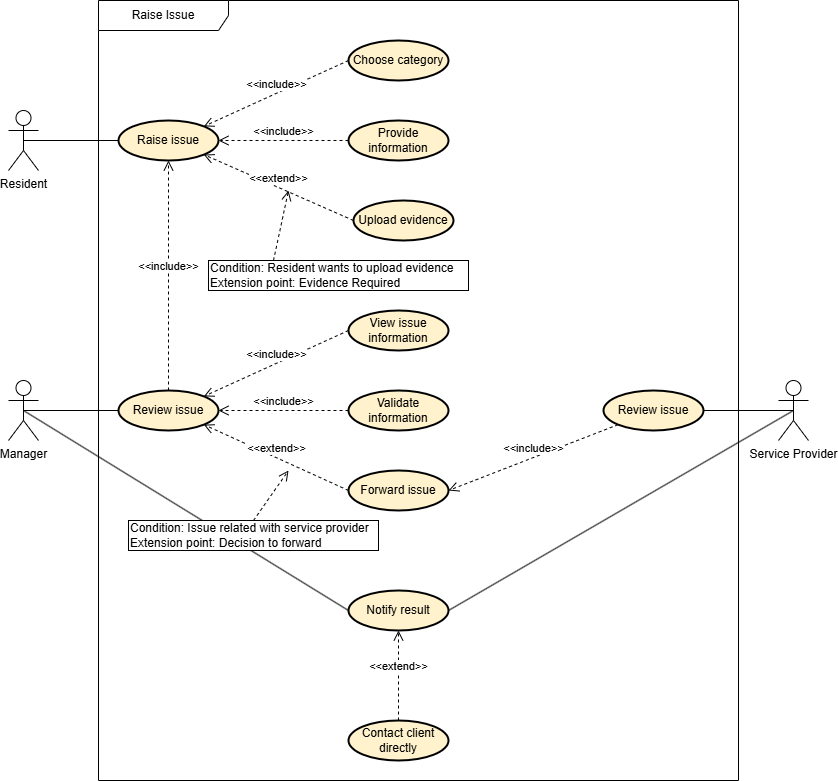 Raise Issue
Choose category
<<include>>
Raise issue
<<include>>
Provide
information
Resident
<<extend>>
Upload evidence
<<include>>
Condition: Resident wants to upload evidence
Extension point: Evidence Required
View issue
information
<<include>>
Review issue
<<include>>
Validate
information
Review issue
Manager
<<extend>>
<<include>>
Service Provider
Forward issue
Condition: Issue related with service provider
Extension point: Decision to forward
Notify result
<<extend>>
Contact client
directly